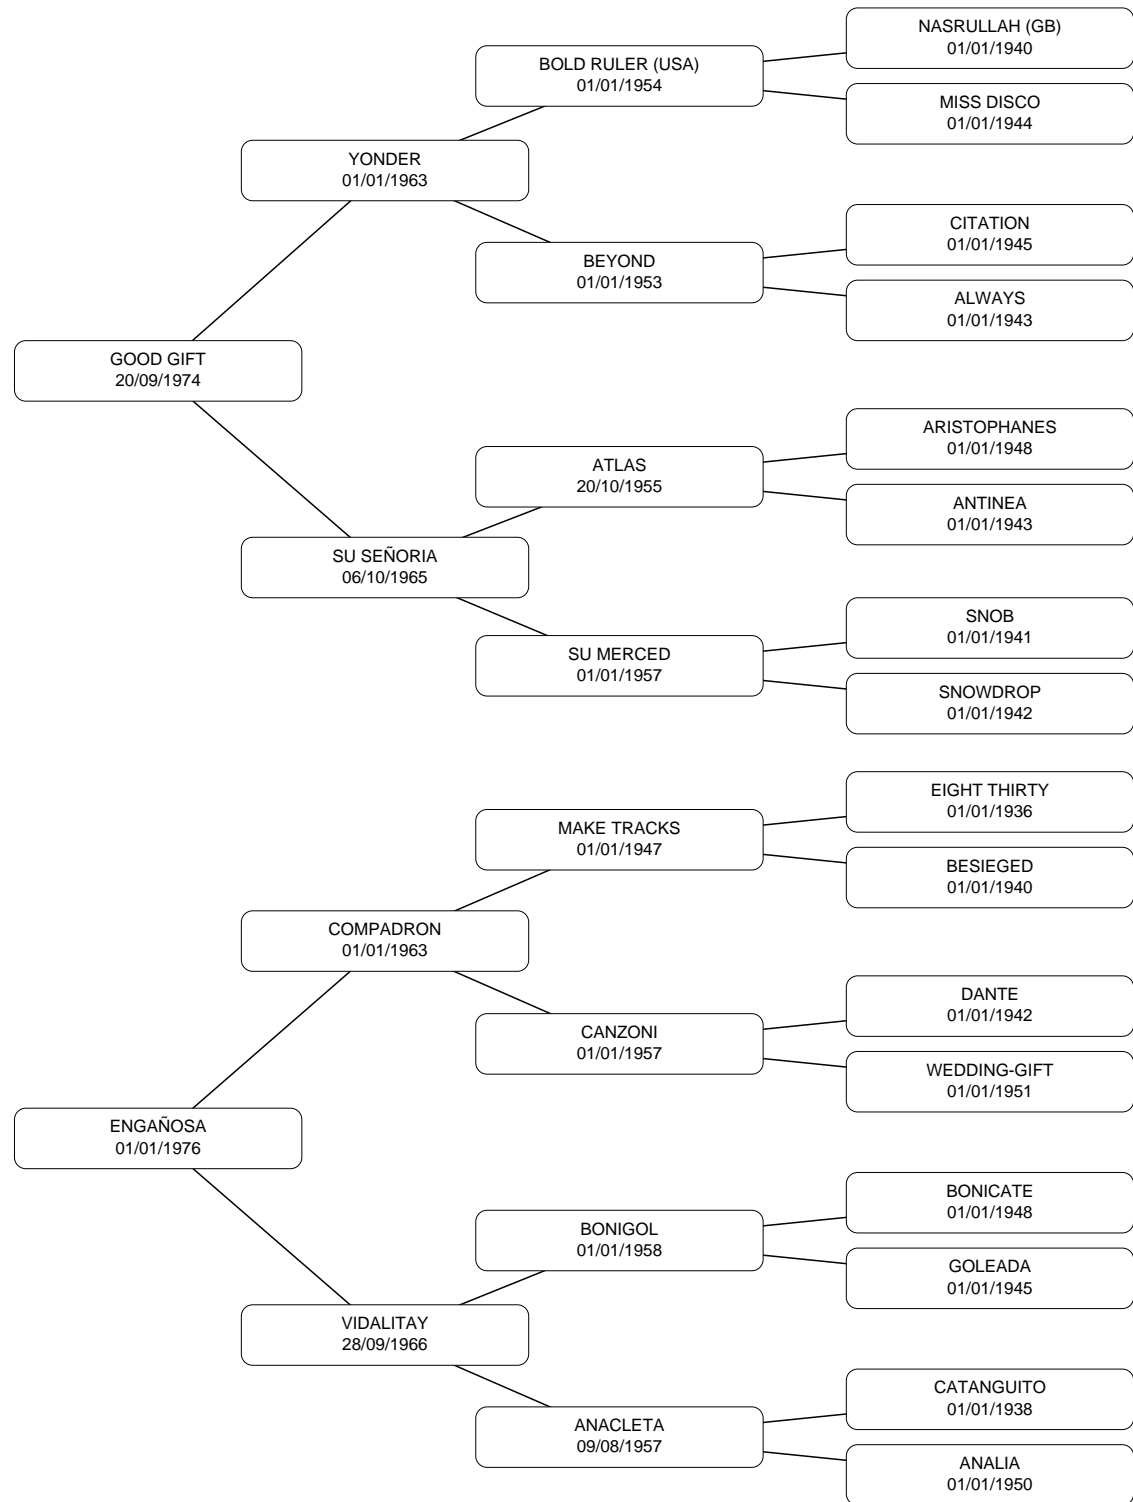 NASRULLAH (GB)
01/01/1940
BOLD RULER (USA)
01/01/1954
MISS DISCO
01/01/1944
YONDER
01/01/1963
CITATION
01/01/1945
BEYOND
01/01/1953
ALWAYS
01/01/1943
GOOD GIFT
20/09/1974
ARISTOPHANES
01/01/1948
ATLAS
20/10/1955
ANTINEA
01/01/1943
SU SEÑORIA
06/10/1965
SNOB
01/01/1941
SU MERCED
01/01/1957
SNOWDROP
01/01/1942
EIGHT THIRTY
01/01/1936
MAKE TRACKS
01/01/1947
BESIEGED
01/01/1940
COMPADRON
01/01/1963
DANTE
01/01/1942
CANZONI
01/01/1957
WEDDING-GIFT
01/01/1951
ENGAÑOSA
01/01/1976
BONICATE
01/01/1948
BONIGOL
01/01/1958
GOLEADA
01/01/1945
VIDALITAY
28/09/1966
CATANGUITO
01/01/1938
ANACLETA
09/08/1957
ANALIA
01/01/1950